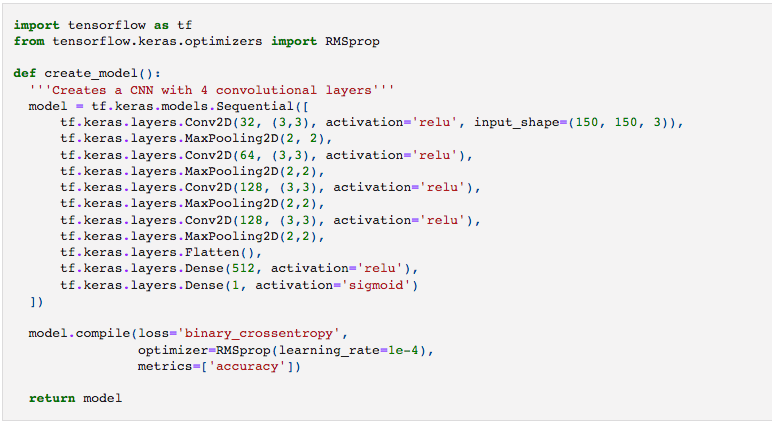 import tensorflow as tf
from tensorflow.keras.optimizers import RMSprop

def create_model():
  '''Creates a CNN with 4 convolutional layers'''
  model = tf.keras.models.Sequential([
      tf.keras.layers.Conv2D(32, (3,3), activation='relu', input_shape=(150, 150, 3)),
      tf.keras.layers.MaxPooling2D(2, 2),
      tf.keras.layers.Conv2D(64, (3,3), activation='relu'),
      tf.keras.layers.MaxPooling2D(2,2),
      tf.keras.layers.Conv2D(128, (3,3), activation='relu'),
      tf.keras.layers.MaxPooling2D(2,2),
      tf.keras.layers.Conv2D(128, (3,3), activation='relu'),
      tf.keras.layers.MaxPooling2D(2,2),
      tf.keras.layers.Flatten(),
      tf.keras.layers.Dense(512, activation='relu'),
      tf.keras.layers.Dense(1, activation='sigmoid')
  ])

  model.compile(loss='binary_crossentropy',
                optimizer=RMSprop(learning_rate=1e-4),
                metrics=['accuracy'])

  return model